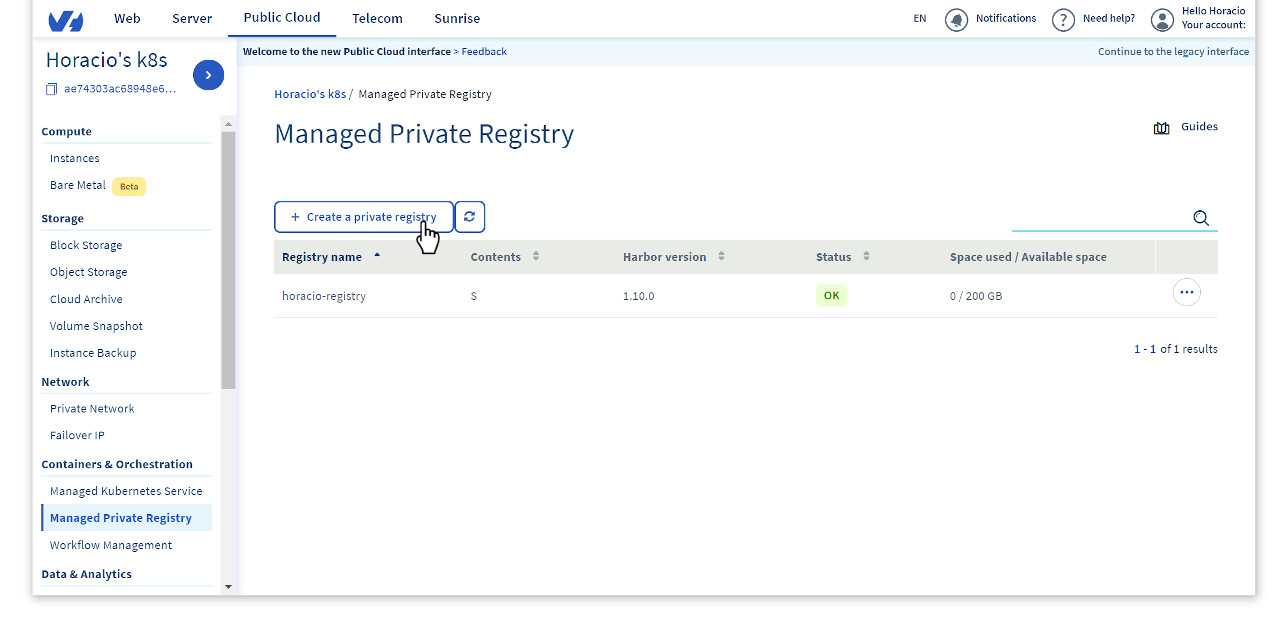 Web Server Public Cloud Telecom Sunrise EN Notifications Need help? Hello Horacio
Your account:
Horacio's k8s
ae74303ac68948e6...
Compute
Instances
Bare Metal Beta
Storage
Block Storage
Object Storage
Cloud Archive
Volume Snapshot
Instance Backup
Network
Private Network
Failover IP
Containers & Orchestration
Managed Kubernetes Service
Managed Private Registry
Workflow Management
Data & Analytics
Welcome to the new Public Cloud interface > Feedback Continue to the legacy interface
Horacio's k8s / Managed Private Registry
Managed Private Registry
Guides
+ Create a private registry
Registry name Contents Harbor version Status Space used / Available space
horacio-registry S 1.10.0 OK 0 / 200 GB
1 - 1 of 1 results